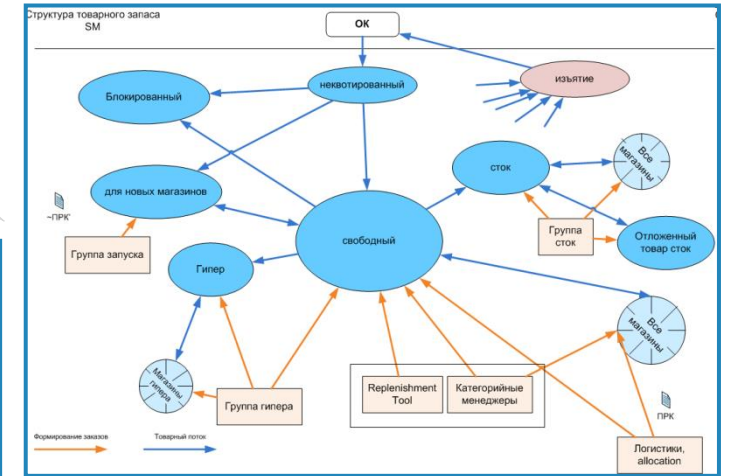 Структура товарного запаса
SM
ОК
изъятие
неквотированный
Блокированный
Все
магазины
сток
для новых магазинов
~ПРК'
свободный
Группа
сток
Отложенный
товар сток
Группа запуска
Гипер
Все
магазины
Магазины
гипера
Replenishment
Tool
Категорийные
менеджеры
Группа гипера
ПРК
Формирование заказов
Товарный поток
Логистики,
allocation